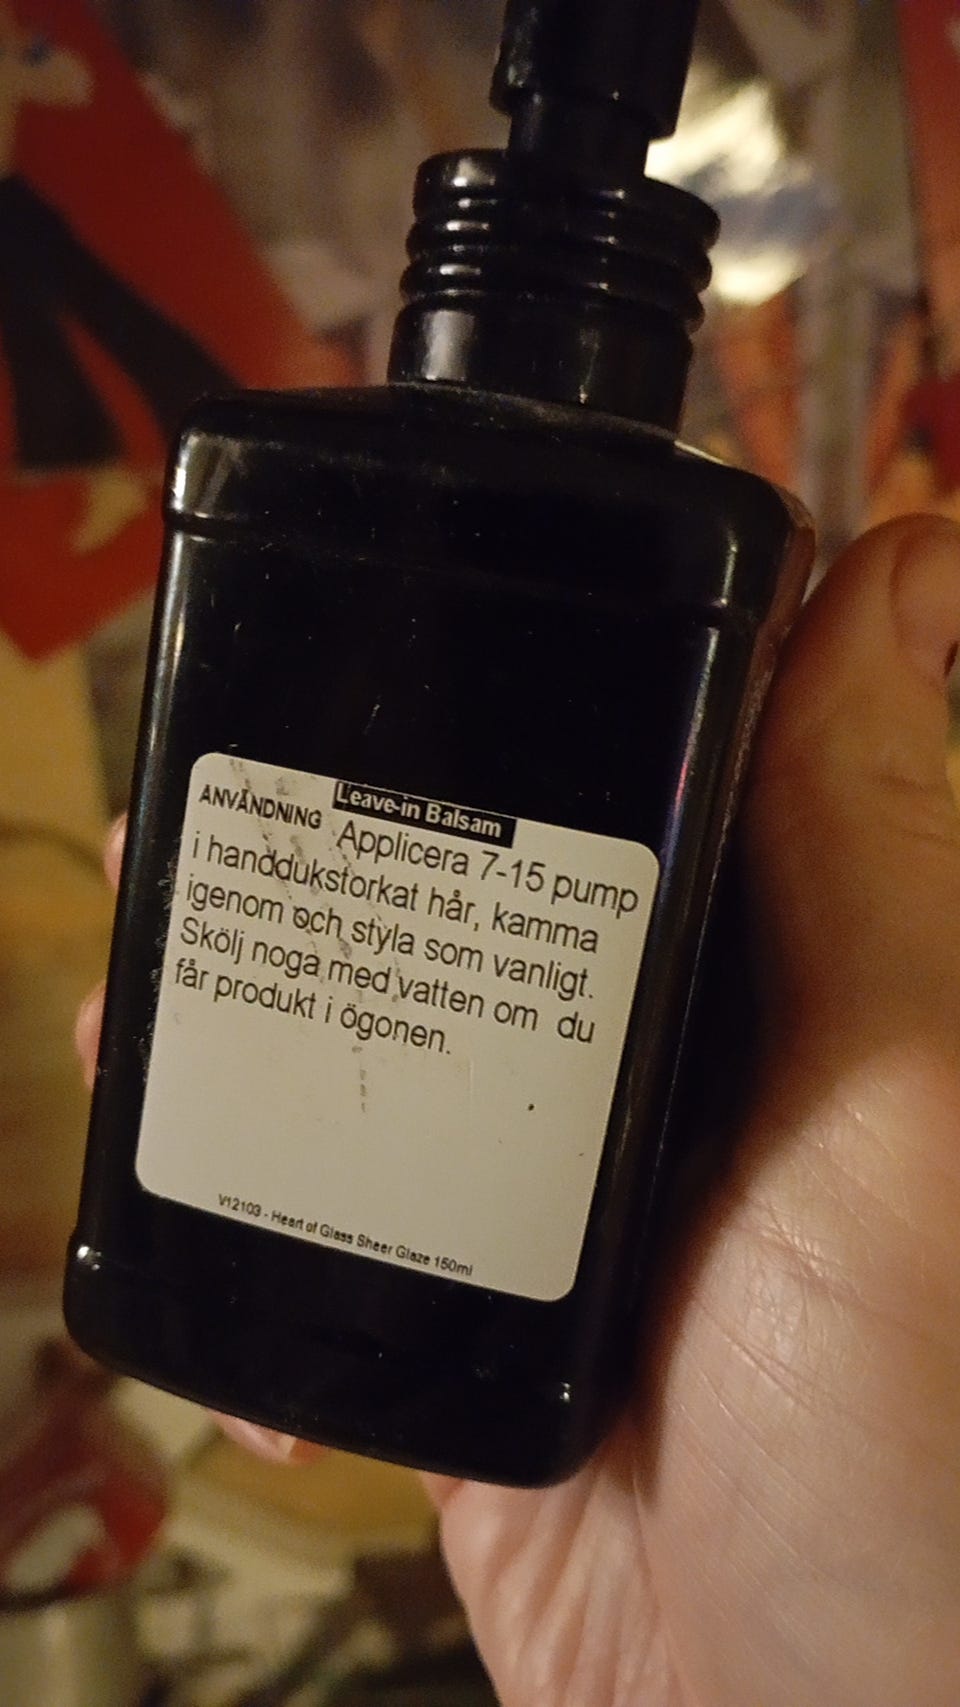 Leave-in Balsam
ANVÄNDNING Applicera 7-15 pump
i handdukstorkat hår, kamma
igenom och styla som vanligt.
Skölj noga med vatten om du
får produkt i ögonen.
V12103 - Heart of Glass Sheer Glaze 150ml